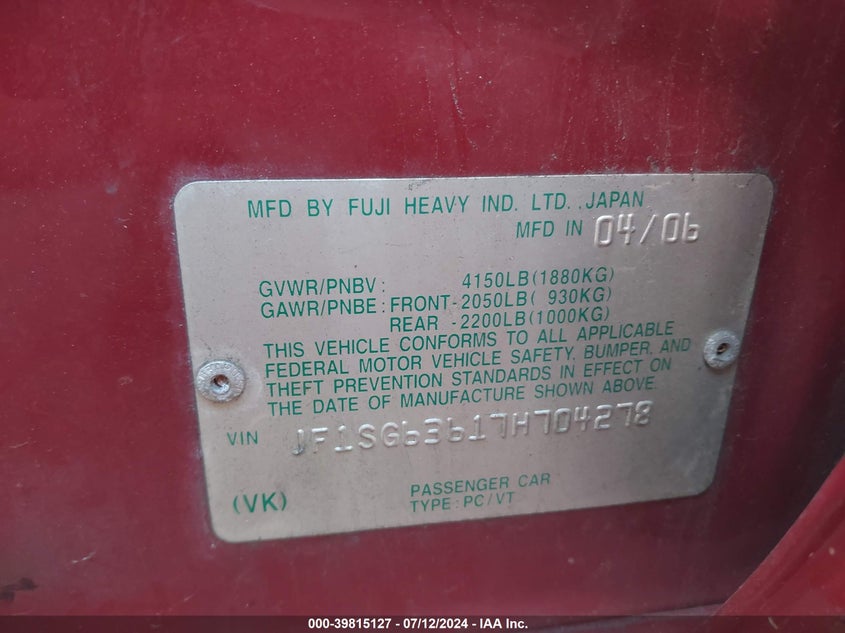 MFD BY FUJI HEAVY IND. LTD. JAPAN
MFD IN 04/06
GVWR/PNBV : 4150LB(1880KG)
GAWR/PNBE : FRONT-2050LB( 930KG)
REAR -2200LB(1000KG)
THIS VEHICLE CONFORMS TO ALL APPLICABLE
FEDERAL MOTOR VEHICLE SAFETY, BUMPER, AND
THEFT PREVENTION STANDARDS IN EFFECT ON
THE DATE OF MANUFACTURE SHOWN ABOVE.
VIN JF1SG63617H704278
(VK) PASSENGER CAR
TYPE : PC/VT
000-39815127 - 07/12/2024 - IAA Inc.